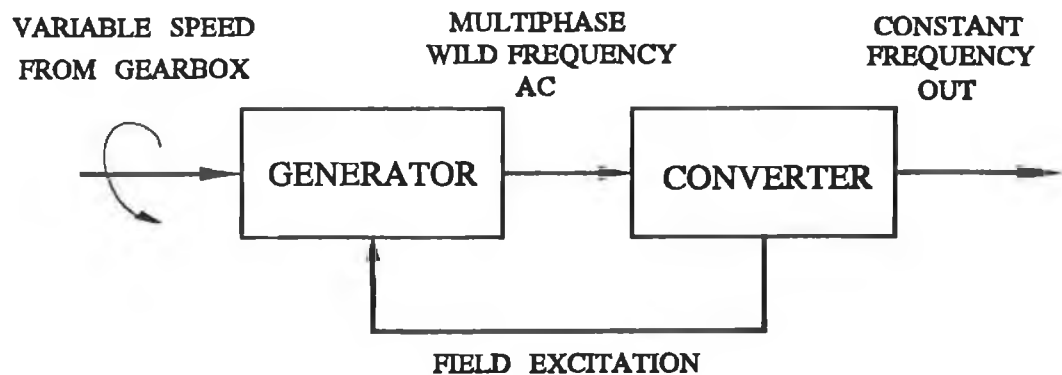 VARIABLE SPEED
FROM GEARBOX
MULTIPHASE
WILD FREQUENCY
AC
CONSTANT
FREQUENCY
OUT
GENERATOR
CONVERTER
FIELD EXCITATION